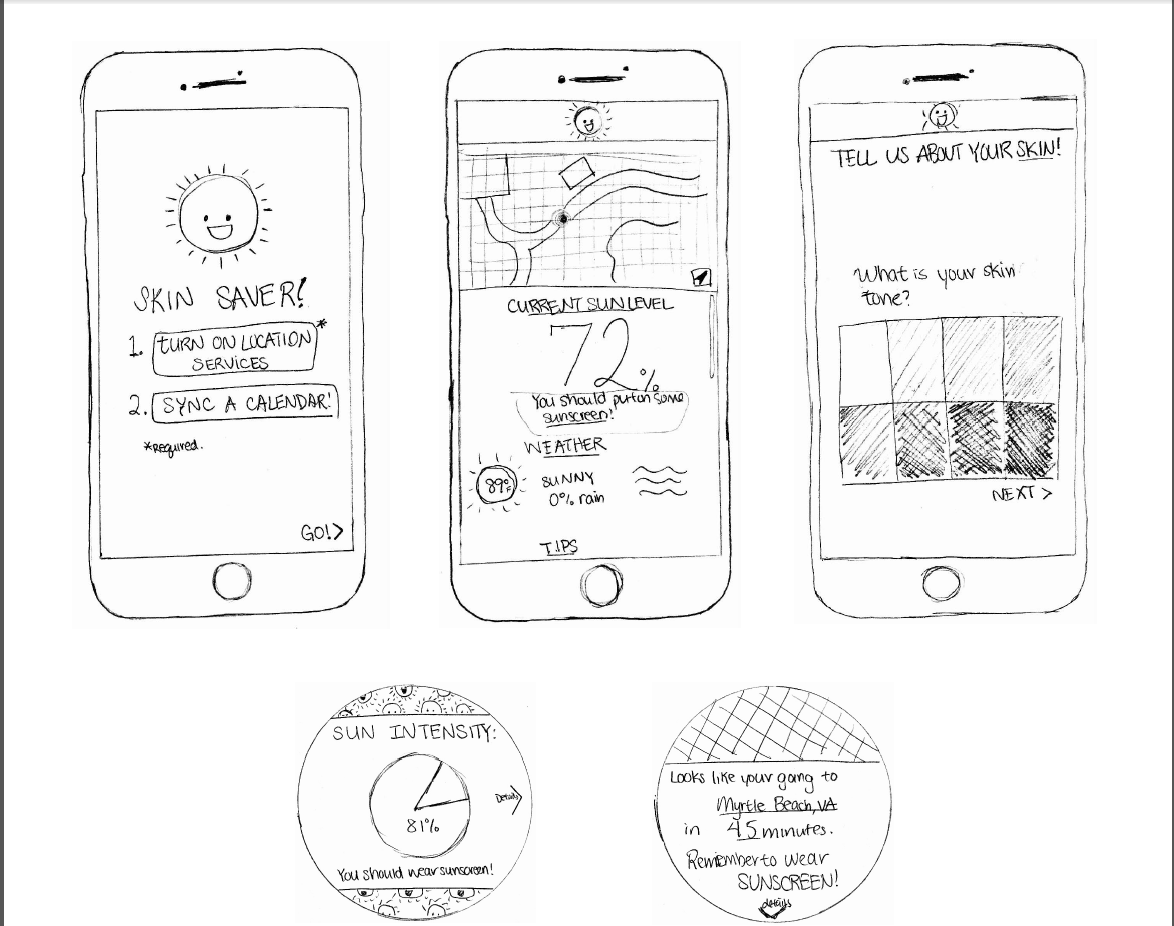 SKIN SAVER!
1. TURN ON LOCATION *
SERVICES
2. SYNC A CALENDAR!
*Required.
GO!>
CURRENT SUN LEVEL
72%
You should put on some
sunscreen!
WEATHER
89°F
SUNNY
0% rain
TIPS
TELL US ABOUT YOUR SKIN!
What is your skin
tone?
NEXT >
SUN INTENSITY:
81%
Details >
You should wear sunscreen!
Looks like your going to
Myrtle Beach, VA
in 45 minutes.
Remember to wear
SUNSCREEN!
details